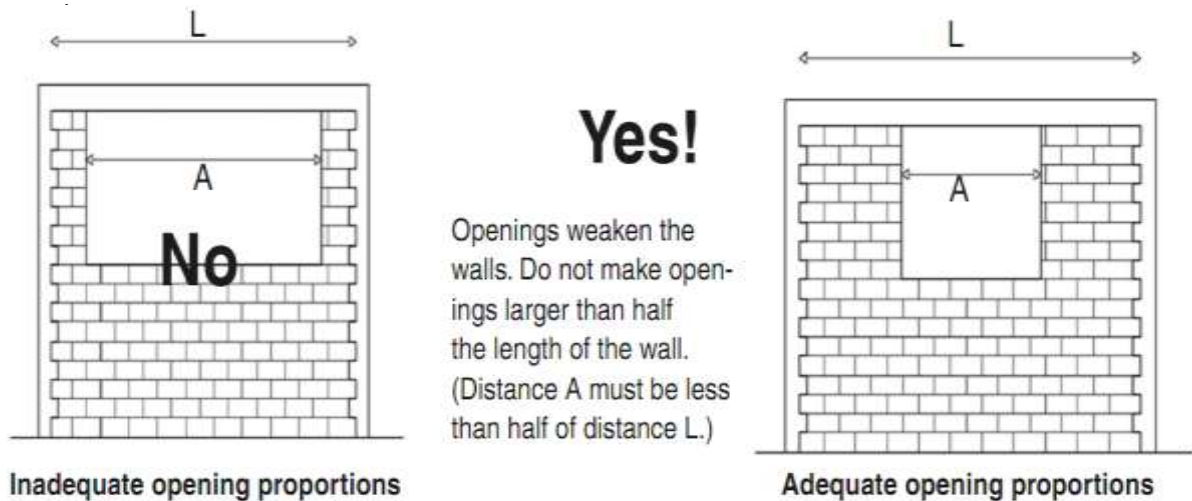 L
A
No
Inadequate opening proportions
Yes!
Openings weaken the
walls. Do not make open-
ings larger than half
the length of the wall.
(Distance A must be less
than half of distance L.)
L
A
Adequate opening proportions